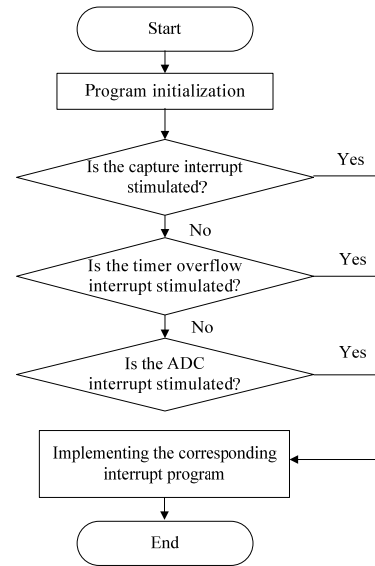 Start
Program initialization
Is the capture interrupt
stimulated?
Yes
No
Is the timer overflow
interrupt stimulated?
Yes
No
Is the ADC
interrupt stimulated?
Yes
Implementing the corresponding
interrupt program
End